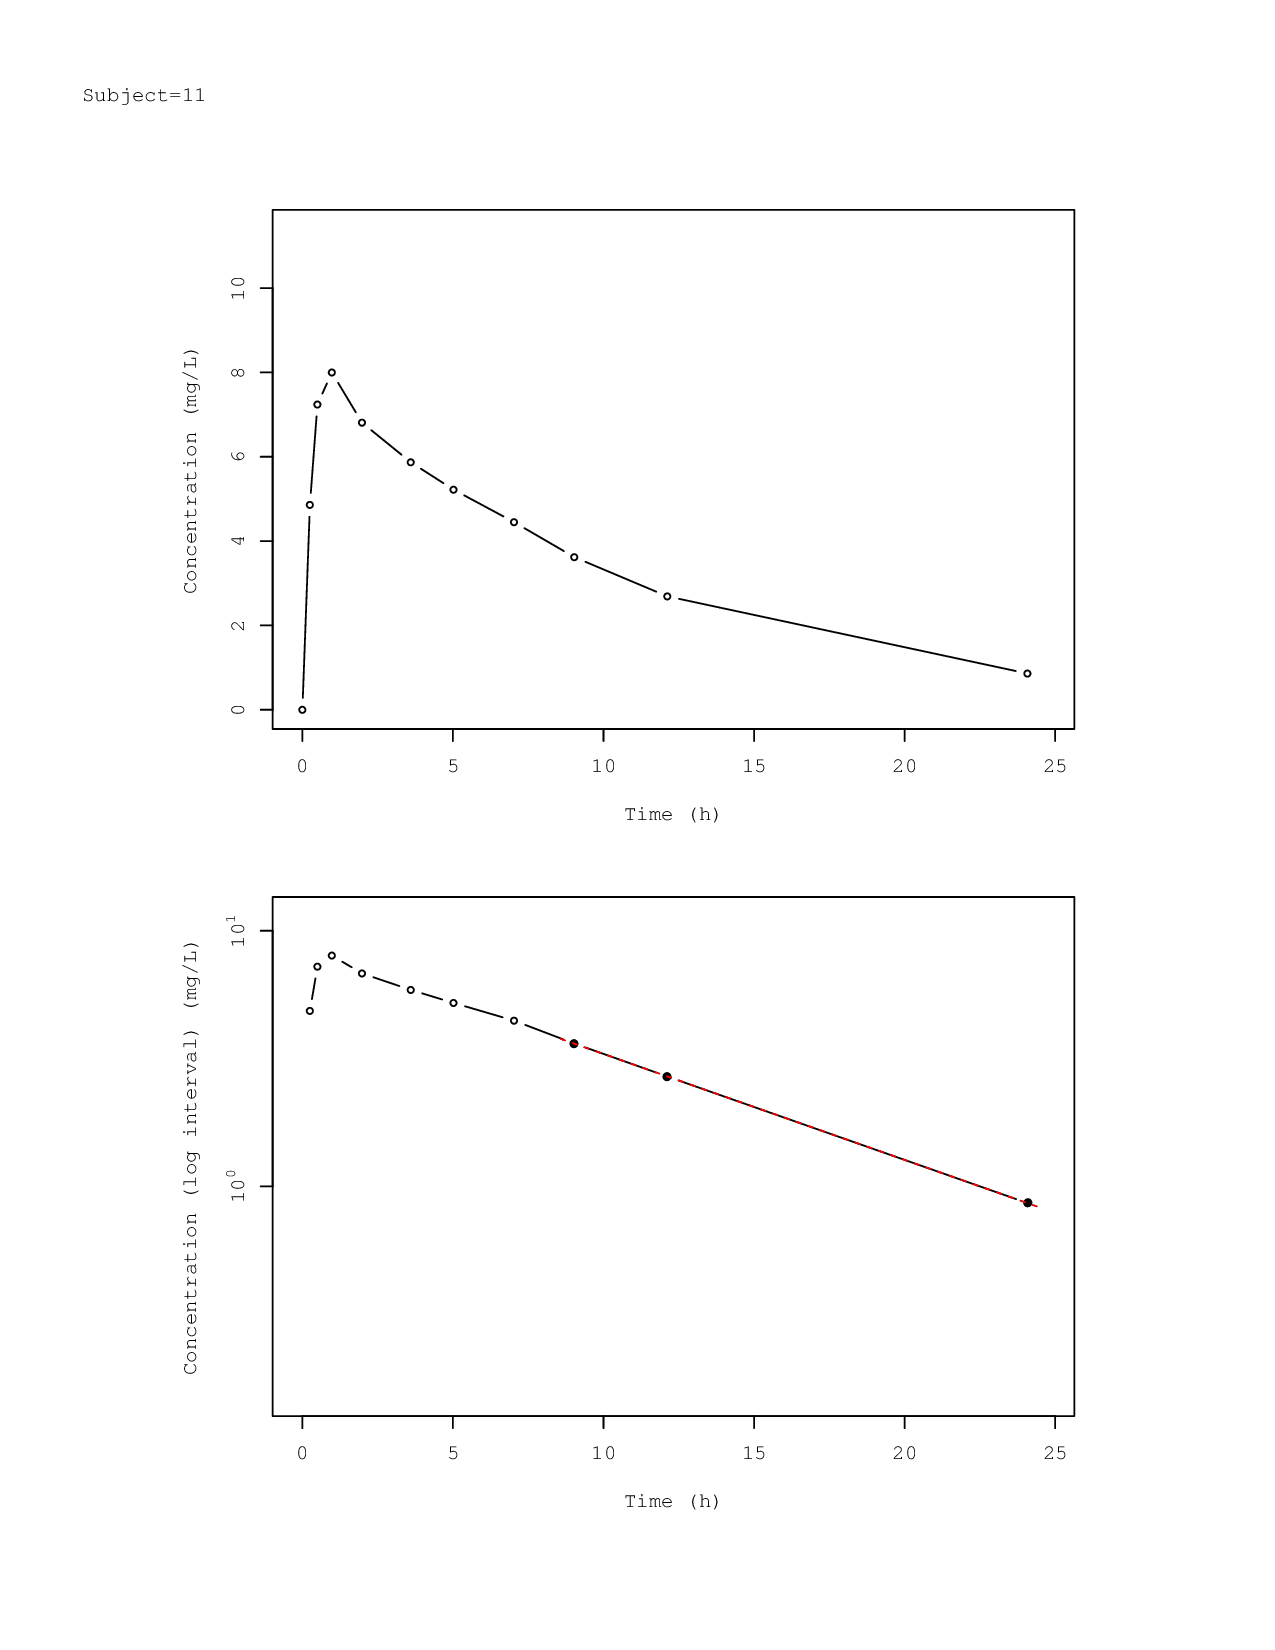 Subject=11
Concentration (mg/L)
10
8
6
4
2
0
0 5 10 15 20 25
Time (h)
Concentration (log interval) (mg/L)
10¹
10⁰
0 5 10 15 20 25
Time (h)